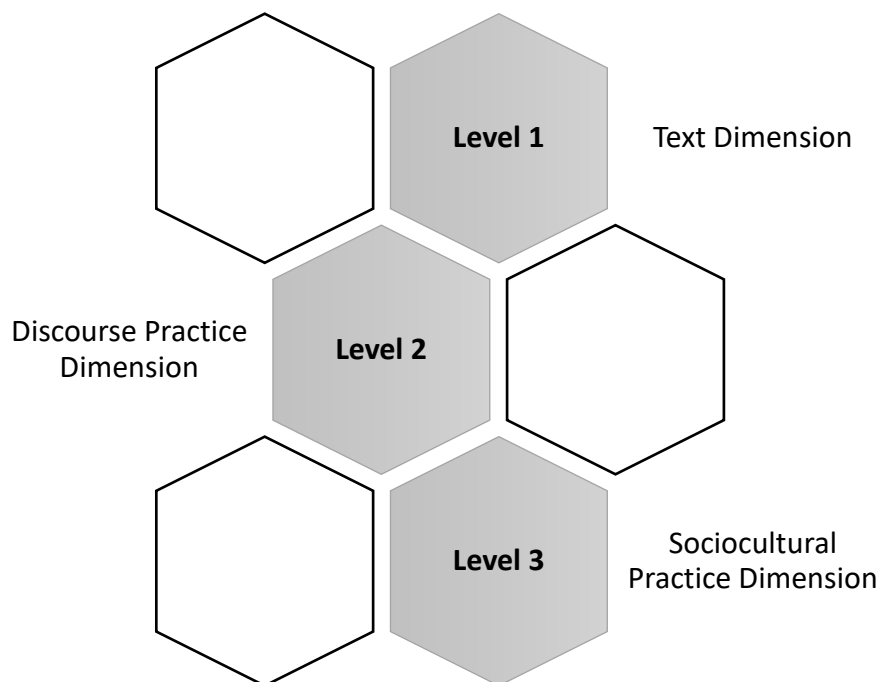 Level 1
Text Dimension
Discourse Practice
Dimension
Level 2
Level 3
Sociocultural
Practice Dimension